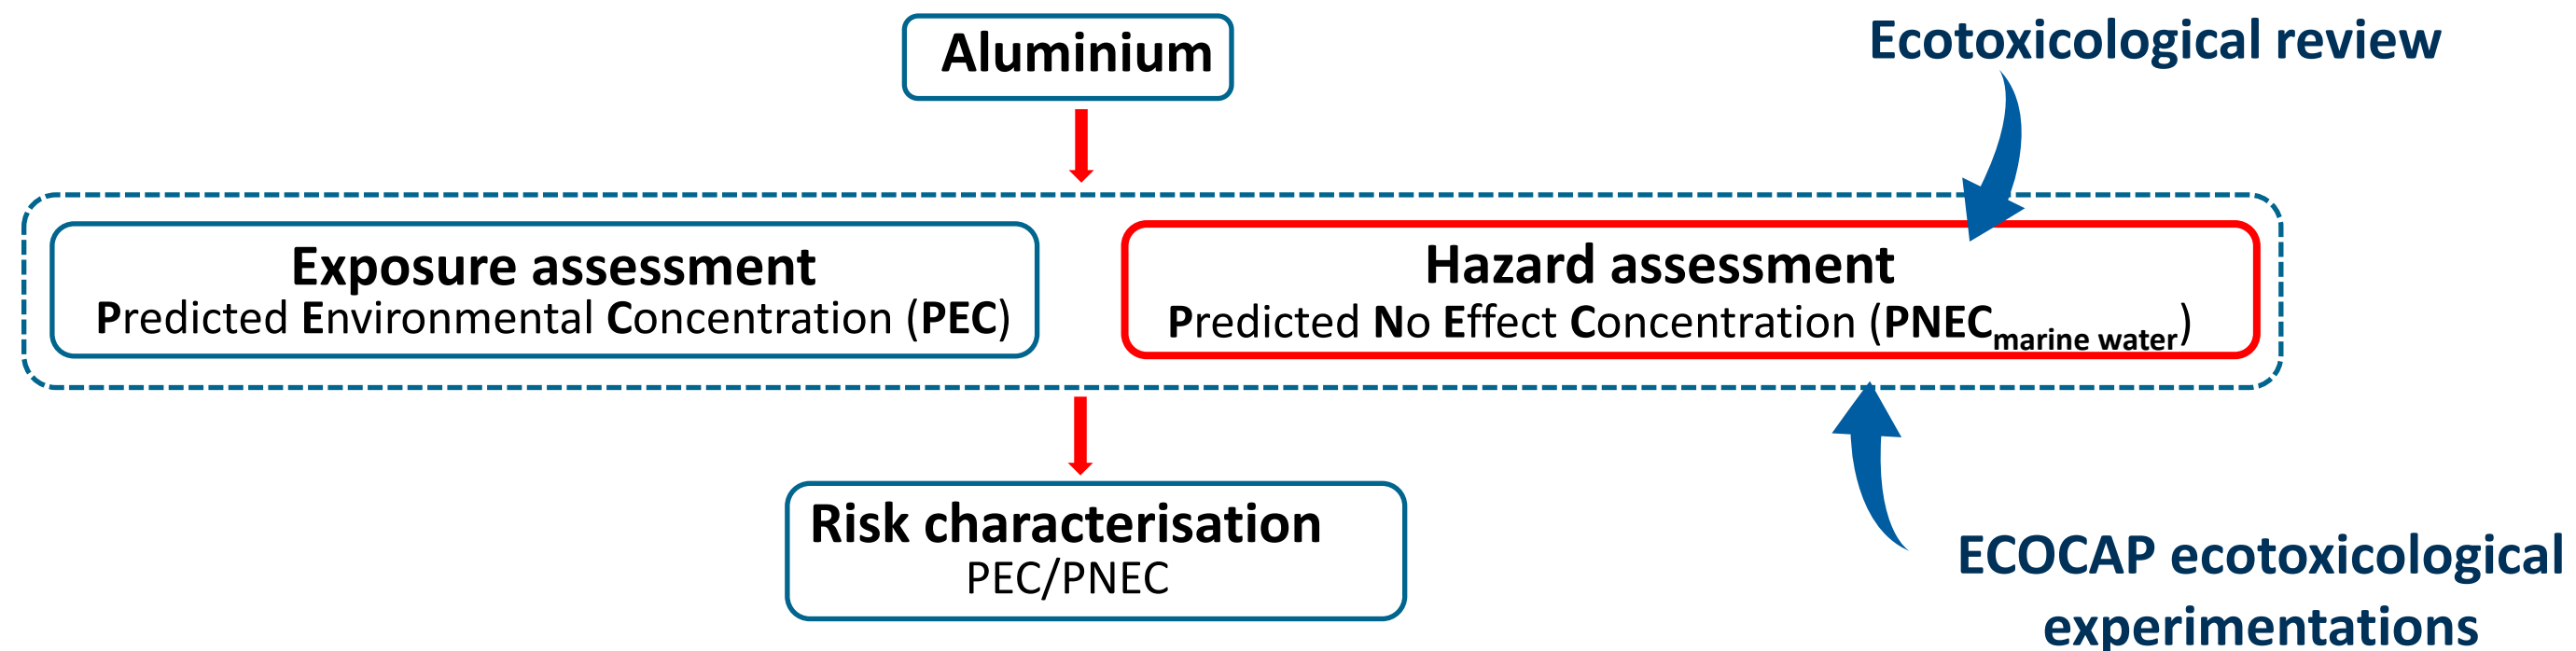 Aluminium
Ecotoxicological review
Exposure assessment
Predicted Environmental Concentration (PEC)
Hazard assessment
Predicted No Effect Concentration (PNECmarine water)
Risk characterisation
PEC/PNEC
ECOCAP ecotoxicological
experimentations